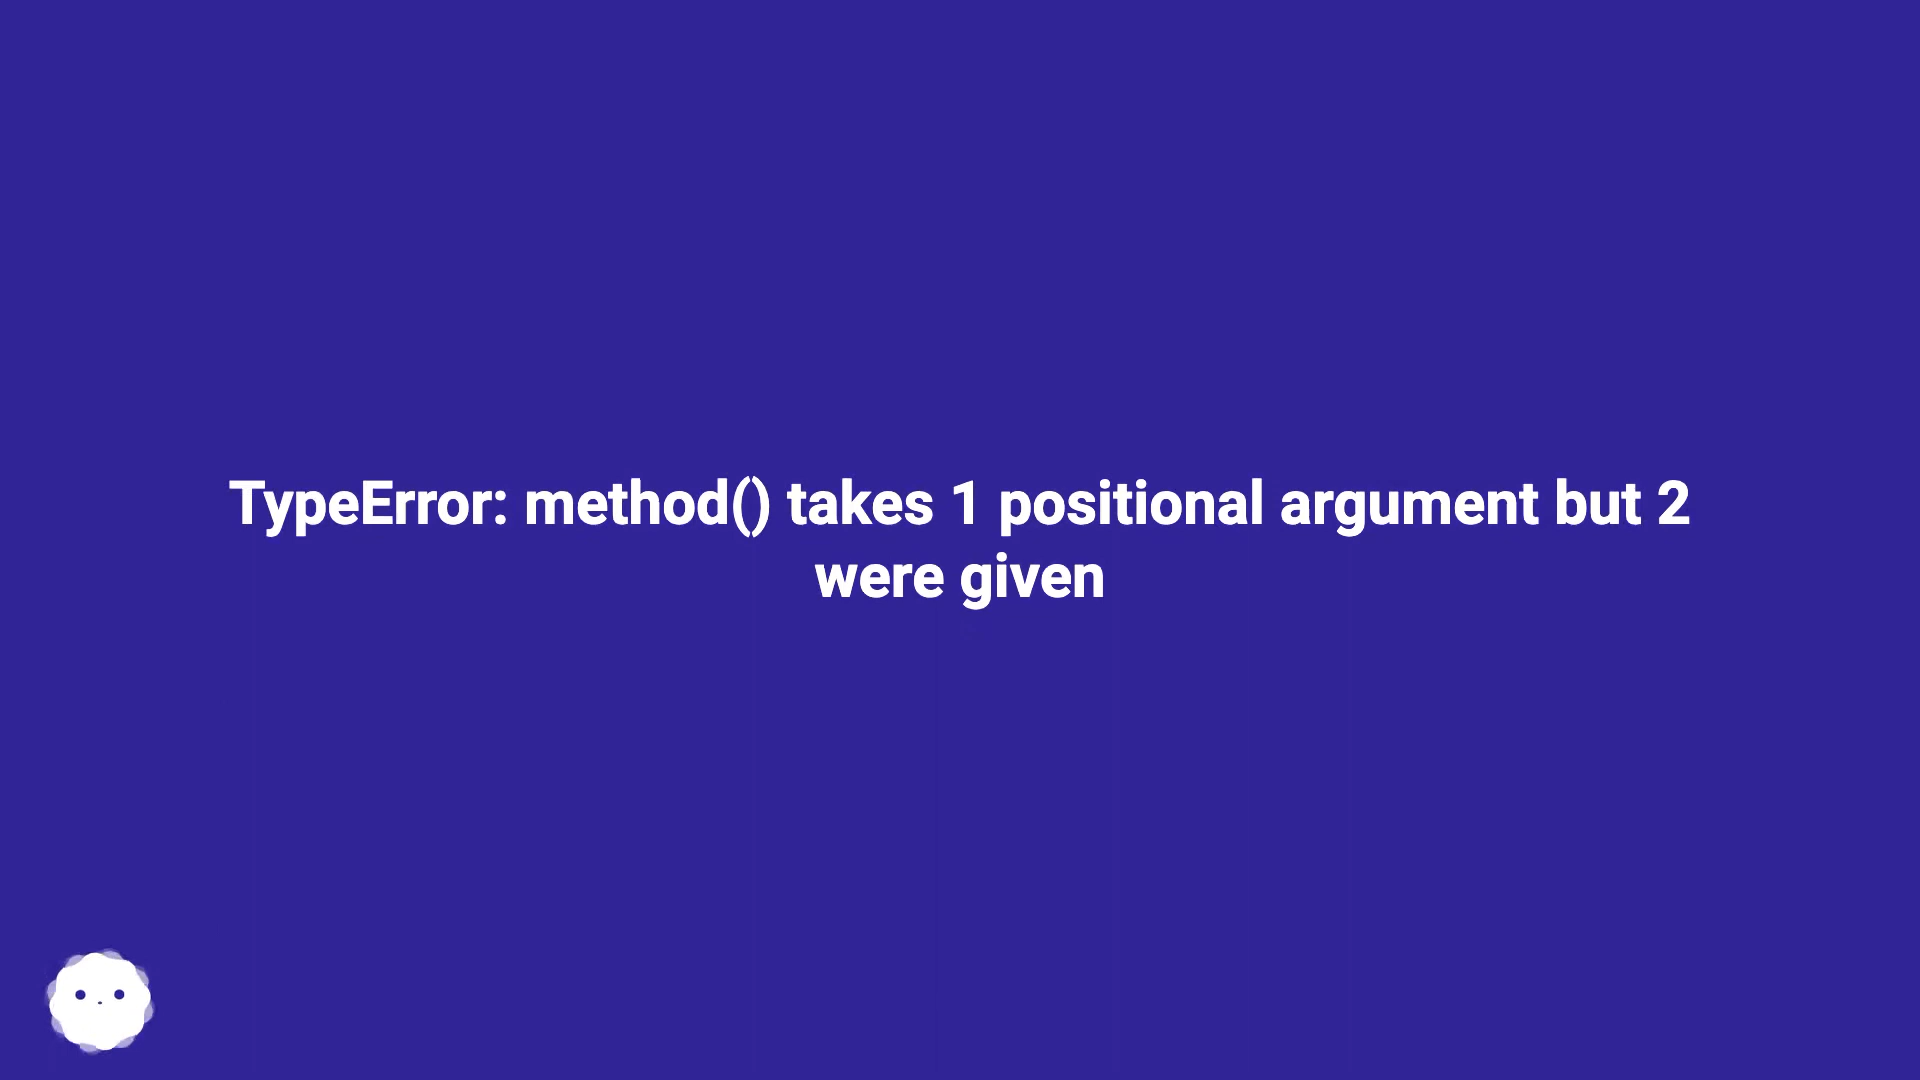 TypeError: method() takes 1 positional argument but 2
were given